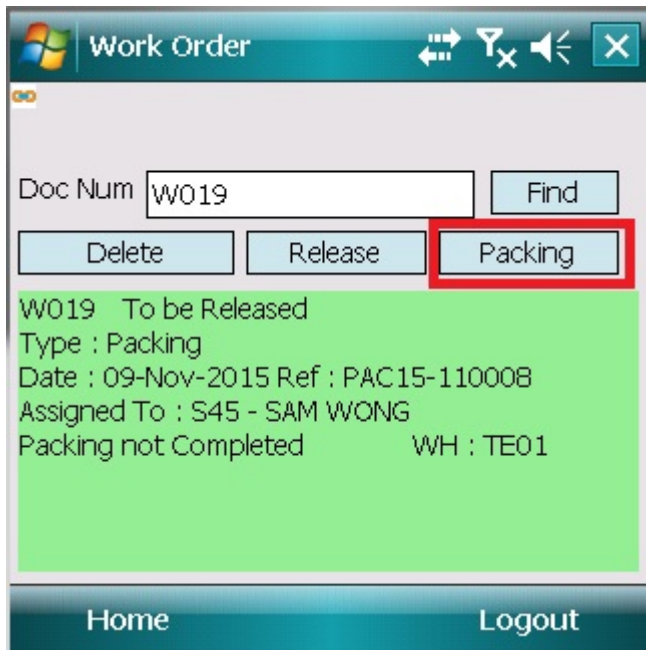 Work Order
Doc Num W019 Find
Delete Release Packing
W019 To be Released
Type : Packing
Date : 09-Nov-2015 Ref : PAC15-110008
Assigned To : S45 - SAM WONG
Packing not Completed WH : TE01
Home Logout